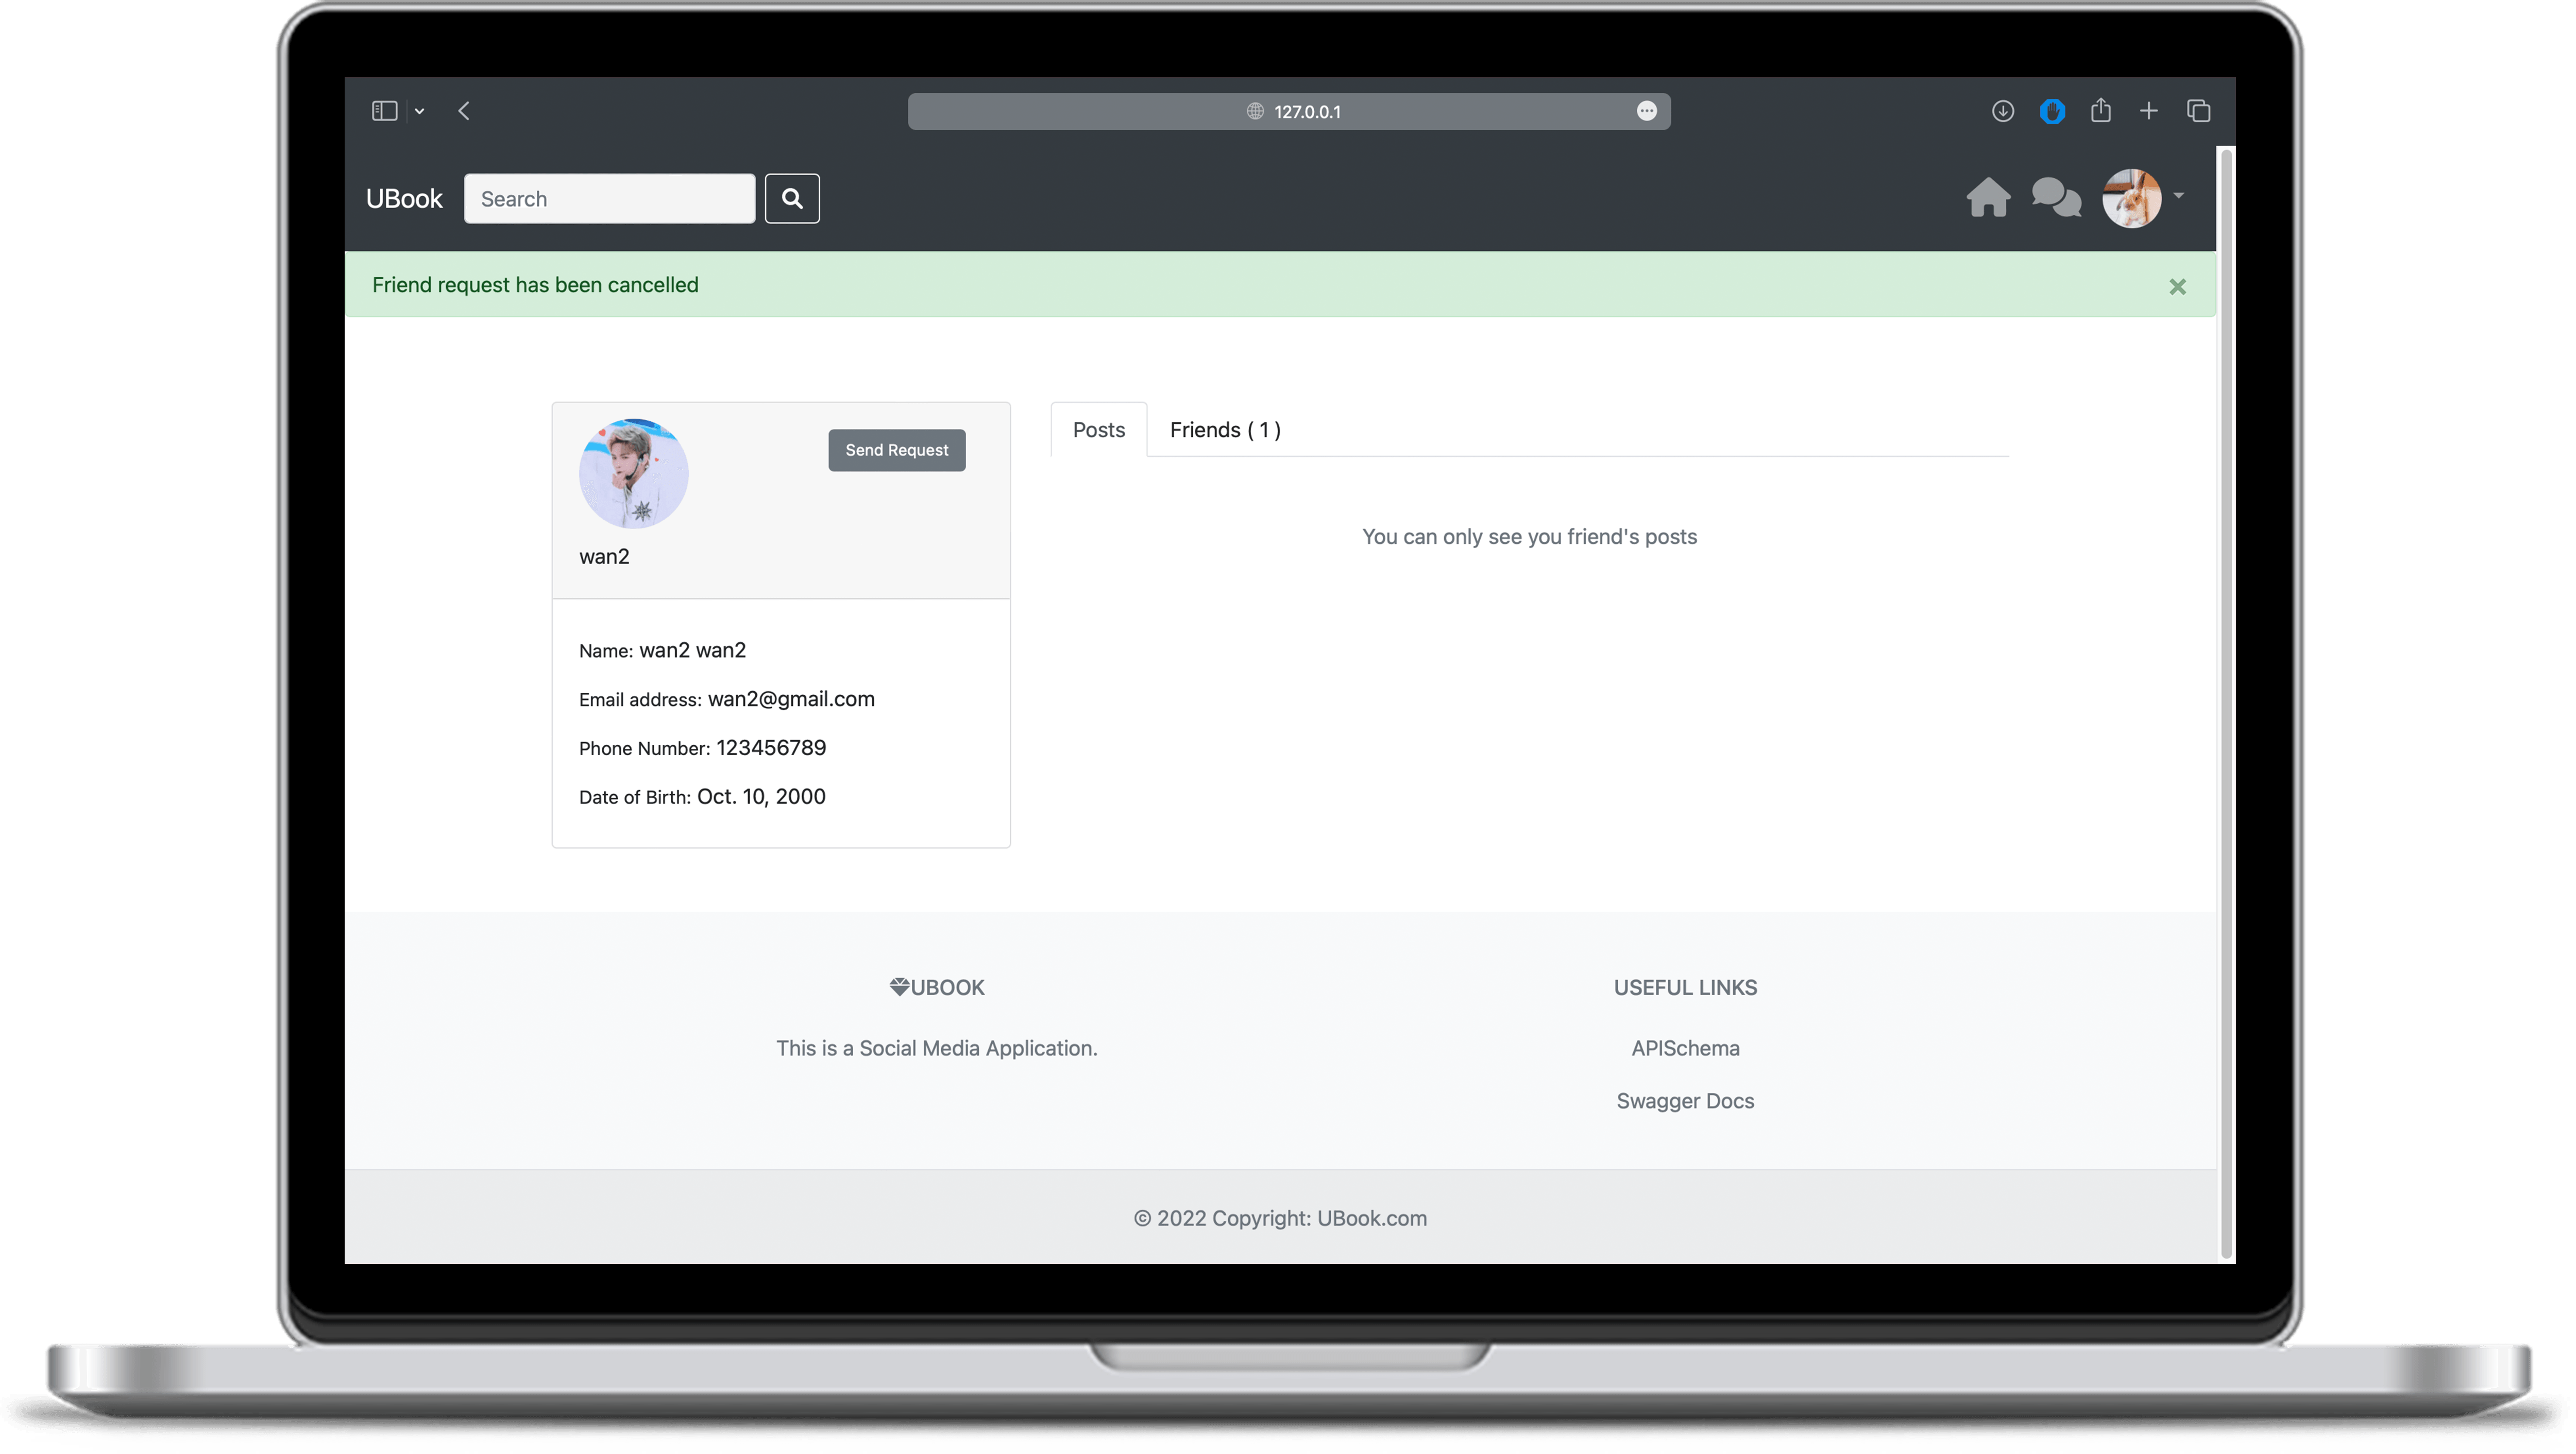 127.0.0.1
UBook
Search
Friend request has been cancelled
Send Request
wan2
Posts
Friends ( 1 )
You can only see you friend's posts
Name: wan2 wan2
Email address: wan2@gmail.com
Phone Number: 123456789
Date of Birth: Oct. 10, 2000
UBOOK
This is a Social Media Application.
USEFUL LINKS
APISchema
Swagger Docs
© 2022 Copyright: UBook.com